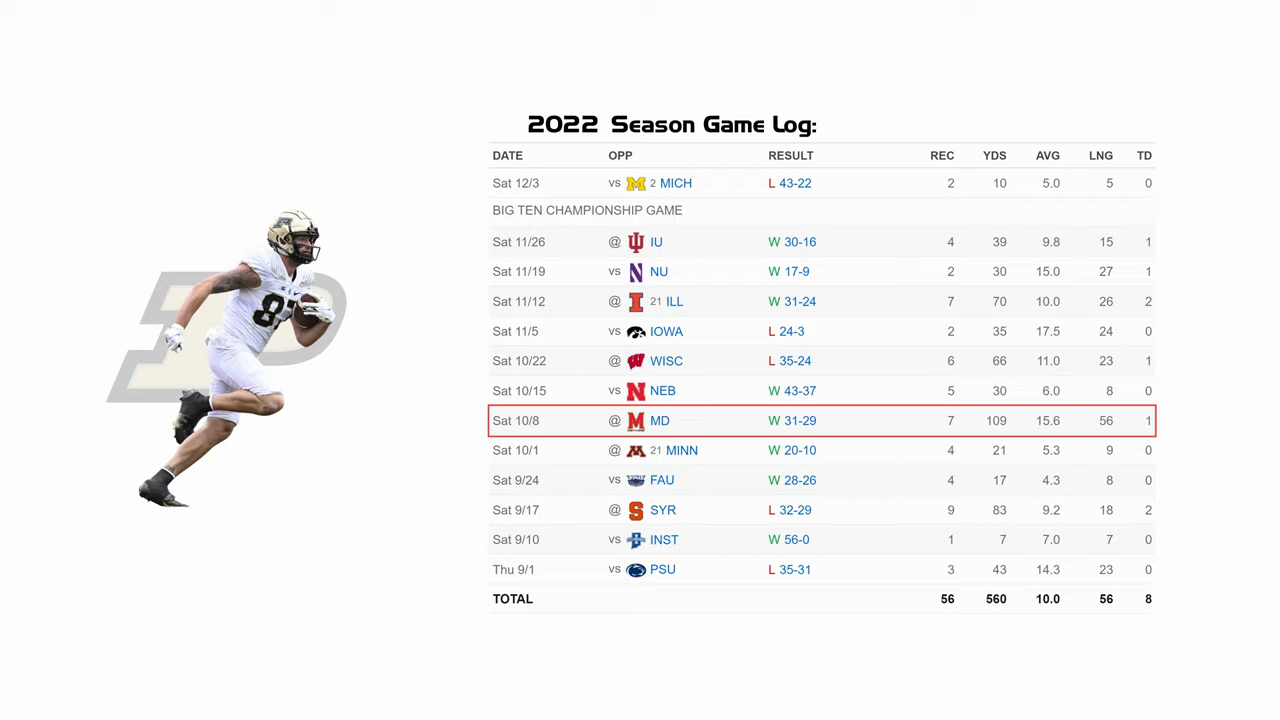 2022 Season Game Log:
DATE OPP RESULT REC YDS AVG LNG TD
Sat 12/3 vs M 2 MICH L 43-22 2 10 5.0 5 0
BIG TEN CHAMPIONSHIP GAME
Sat 11/26 @ IU W 30-16 4 39 9.8 15 1
Sat 11/19 vs N NU W 17-9 2 30 15.0 27 1
Sat 11/12 @ I 21 ILL W 31-24 7 70 10.0 26 2
Sat 11/5 vs IOWA L 24-3 2 35 17.5 24 0
Sat 10/22 @ W WISC L 35-24 6 66 11.0 23 1
Sat 10/15 vs N NEB W 43-37 5 30 6.0 8 0
Sat 10/8 @ M MD W 31-29 7 109 15.6 56 1
Sat 10/1 @ M 21 MINN W 20-10 4 21 5.3 9 0
Sat 9/24 vs FAU W 28-26 4 17 4.3 8 0
Sat 9/17 @ S SYR L 32-29 9 83 9.2 18 2
Sat 9/10 vs INST W 56-0 1 7 7.0 7 0
Thu 9/1 vs PSU L 35-31 3 43 14.3 23 0
TOTAL 56 560 10.0 56 8
P
87